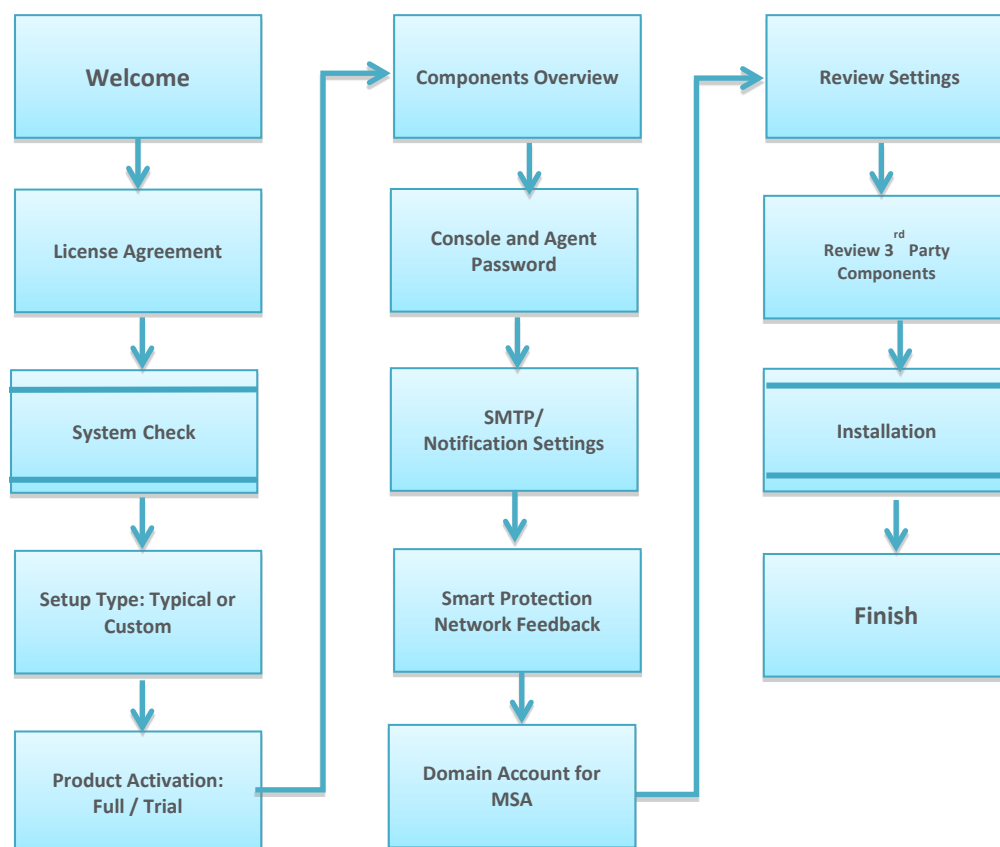 Welcome
License Agreement
System Check
Setup Type: Typical or
Custom
Product Activation:
Full / Trial
Components Overview
Console and Agent
Password
SMTP/
Notification Settings
Smart Protection
Network Feedback
Domain Account for
MSA
Review Settings
Review 3rd Party
Components
Installation
Finish